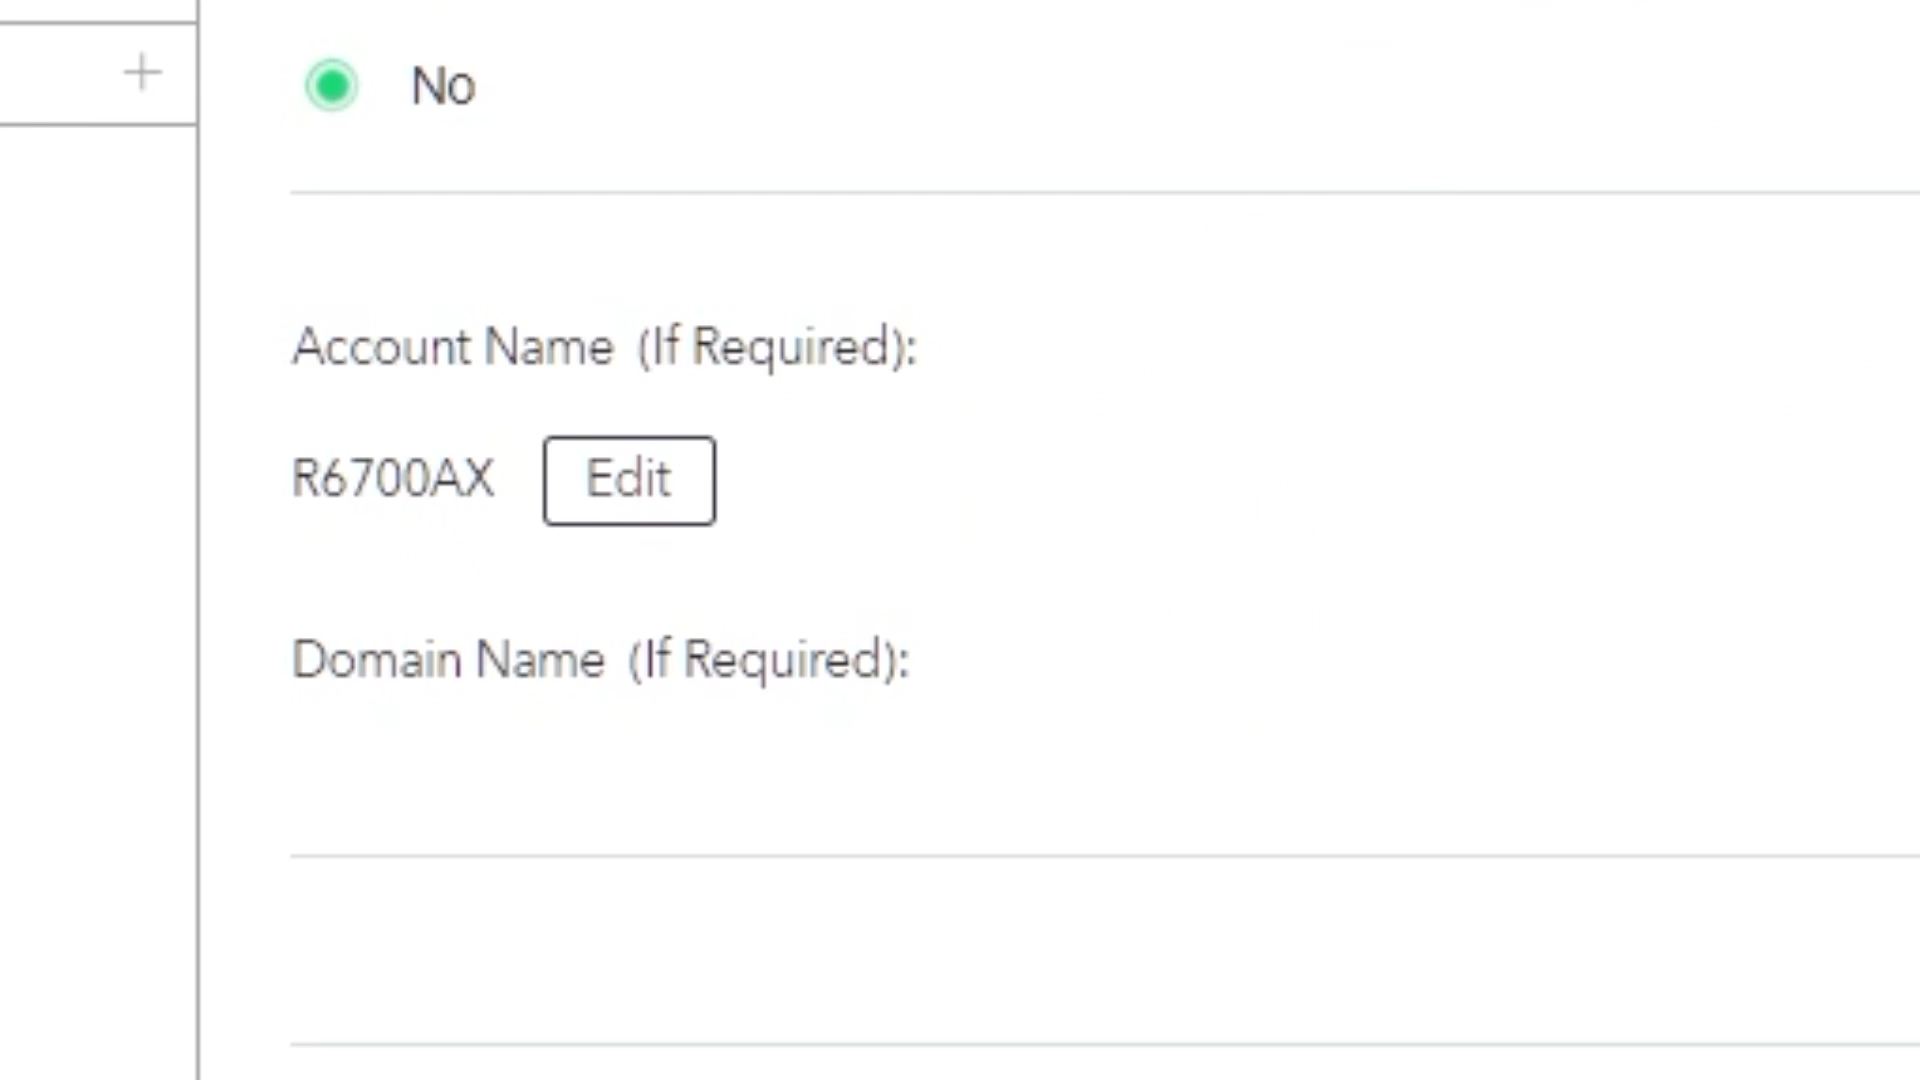 No
Account Name (If Required):
R6700AX Edit
Domain Name (If Required):